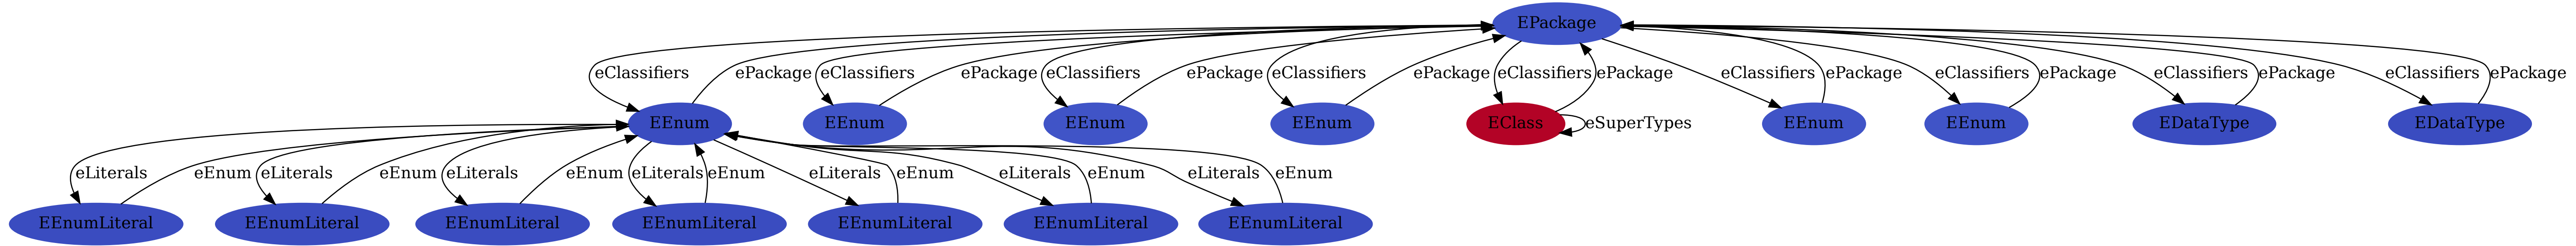 EPackage
eClassifiers ePackage eClassifiers ePackage eClassifiers ePackage eClassifiers ePackage eClassifiers ePackage eClassifiers ePackage eClassifiers ePackage eClassifiers ePackage eClassifiers ePackage
EEnum EEnum EEnum EEnum EClass eSuperTypes EEnum EEnum EDataType EDataType
eLiterals eEnum eLiterals eEnum eLiterals eEnum eLiterals eEnum eLiterals eEnum eLiterals eEnum eLiterals eEnum
EEnumLiteral EEnumLiteral EEnumLiteral EEnumLiteral EEnumLiteral EEnumLiteral EEnumLiteral